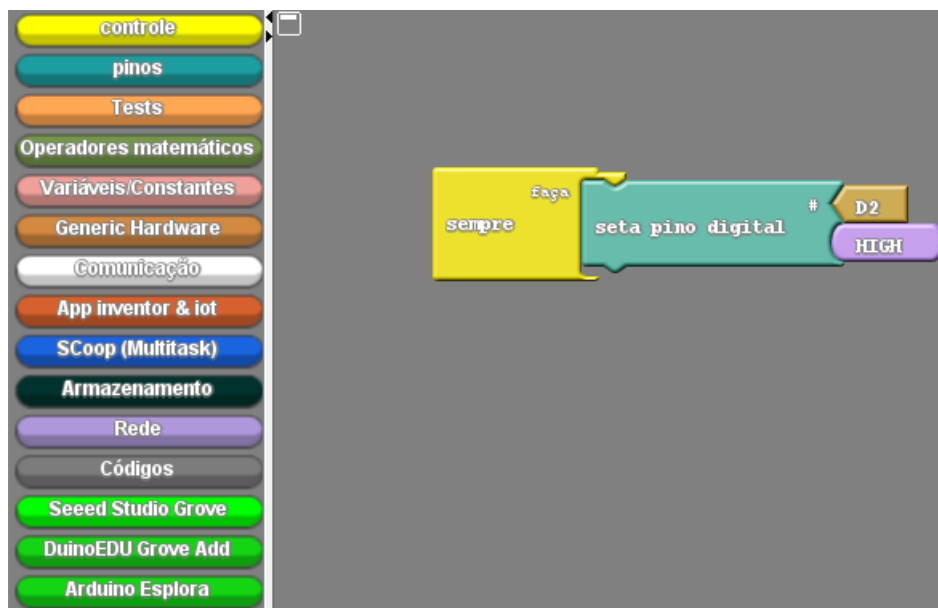 controle
pinos
Tests
Operadores matemáticos
Variáveis/Constantes
Generic Hardware
Comunicação
App inventor & iot
SCoop (Multitask)
Armazenamento
Rede
Códigos
Seeed Studio Grove
DuinoEDU Grove Add
Arduino Esplora
faça
sempre
seta pino digital
#
D2
HIGH